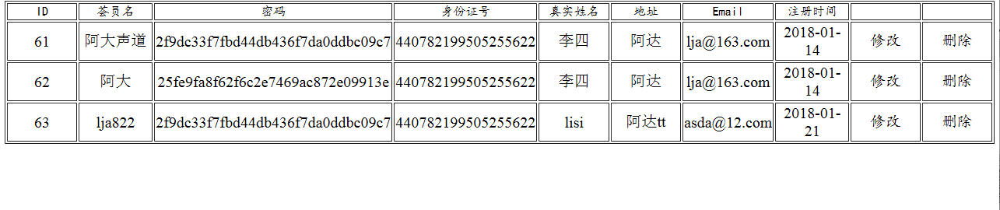 ID 荟员名 密码 身份证号 真实姓名 地址 Email 注册时间
61 阿大声道 2f9dc33f7fbd44db436f7da0ddbc09c7 440782199505255622 李四 阿达 lja@163.com 2018-01-14 修改 删除
62 阿大 25fe9fa8f62f6c2e7469ac872e09913e 440782199505255622 李四 阿达 lja@163.com 2018-01-14 修改 删除
63 lja822 2f9dc33f7fbd44db436f7da0ddbc09c7 440782199505255622 lisi 阿达tt asda@12.com 2018-01-21 修改 删除